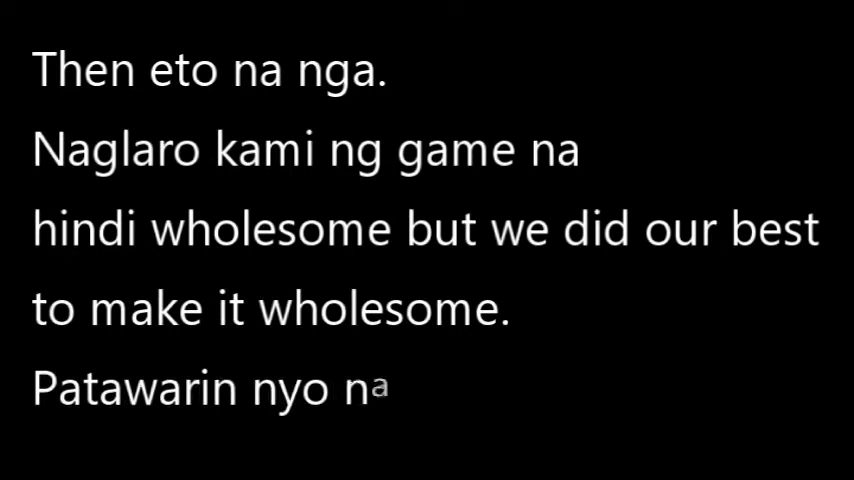 Then eto na nga.
Naglaro kami ng game na
hindi wholesome but we did our best
to make it wholesome.
Patawarin nyo na